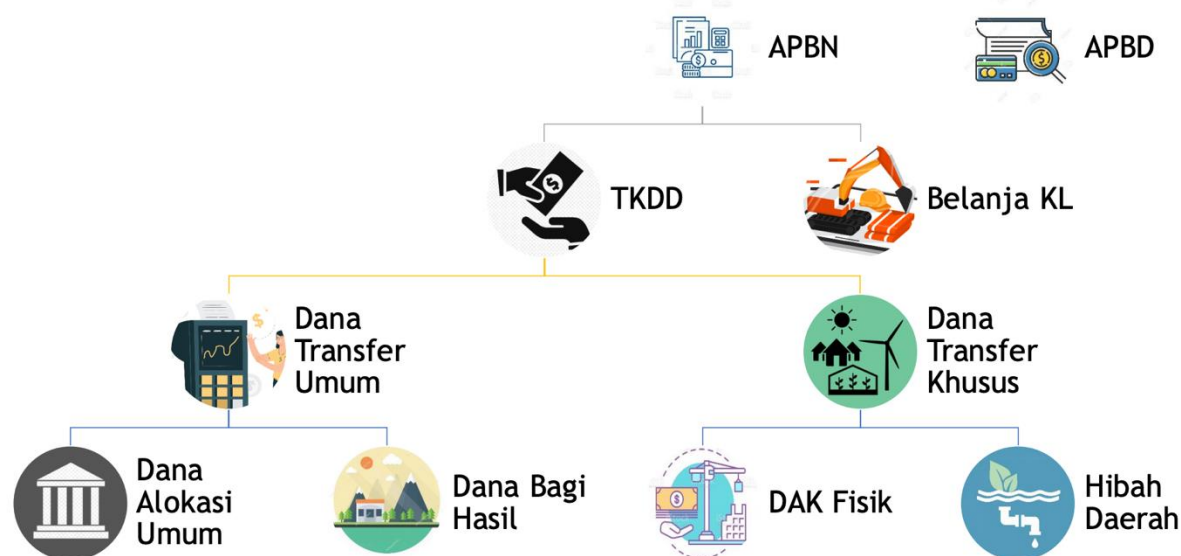 APBN
APBD
TKDD
Belanja KL
Dana
Transfer
Umum
Dana
Transfer
Khusus
Dana
Alokasi
Umum
Dana Bagi
Hasil
DAK Fisik
Hibah
Daerah